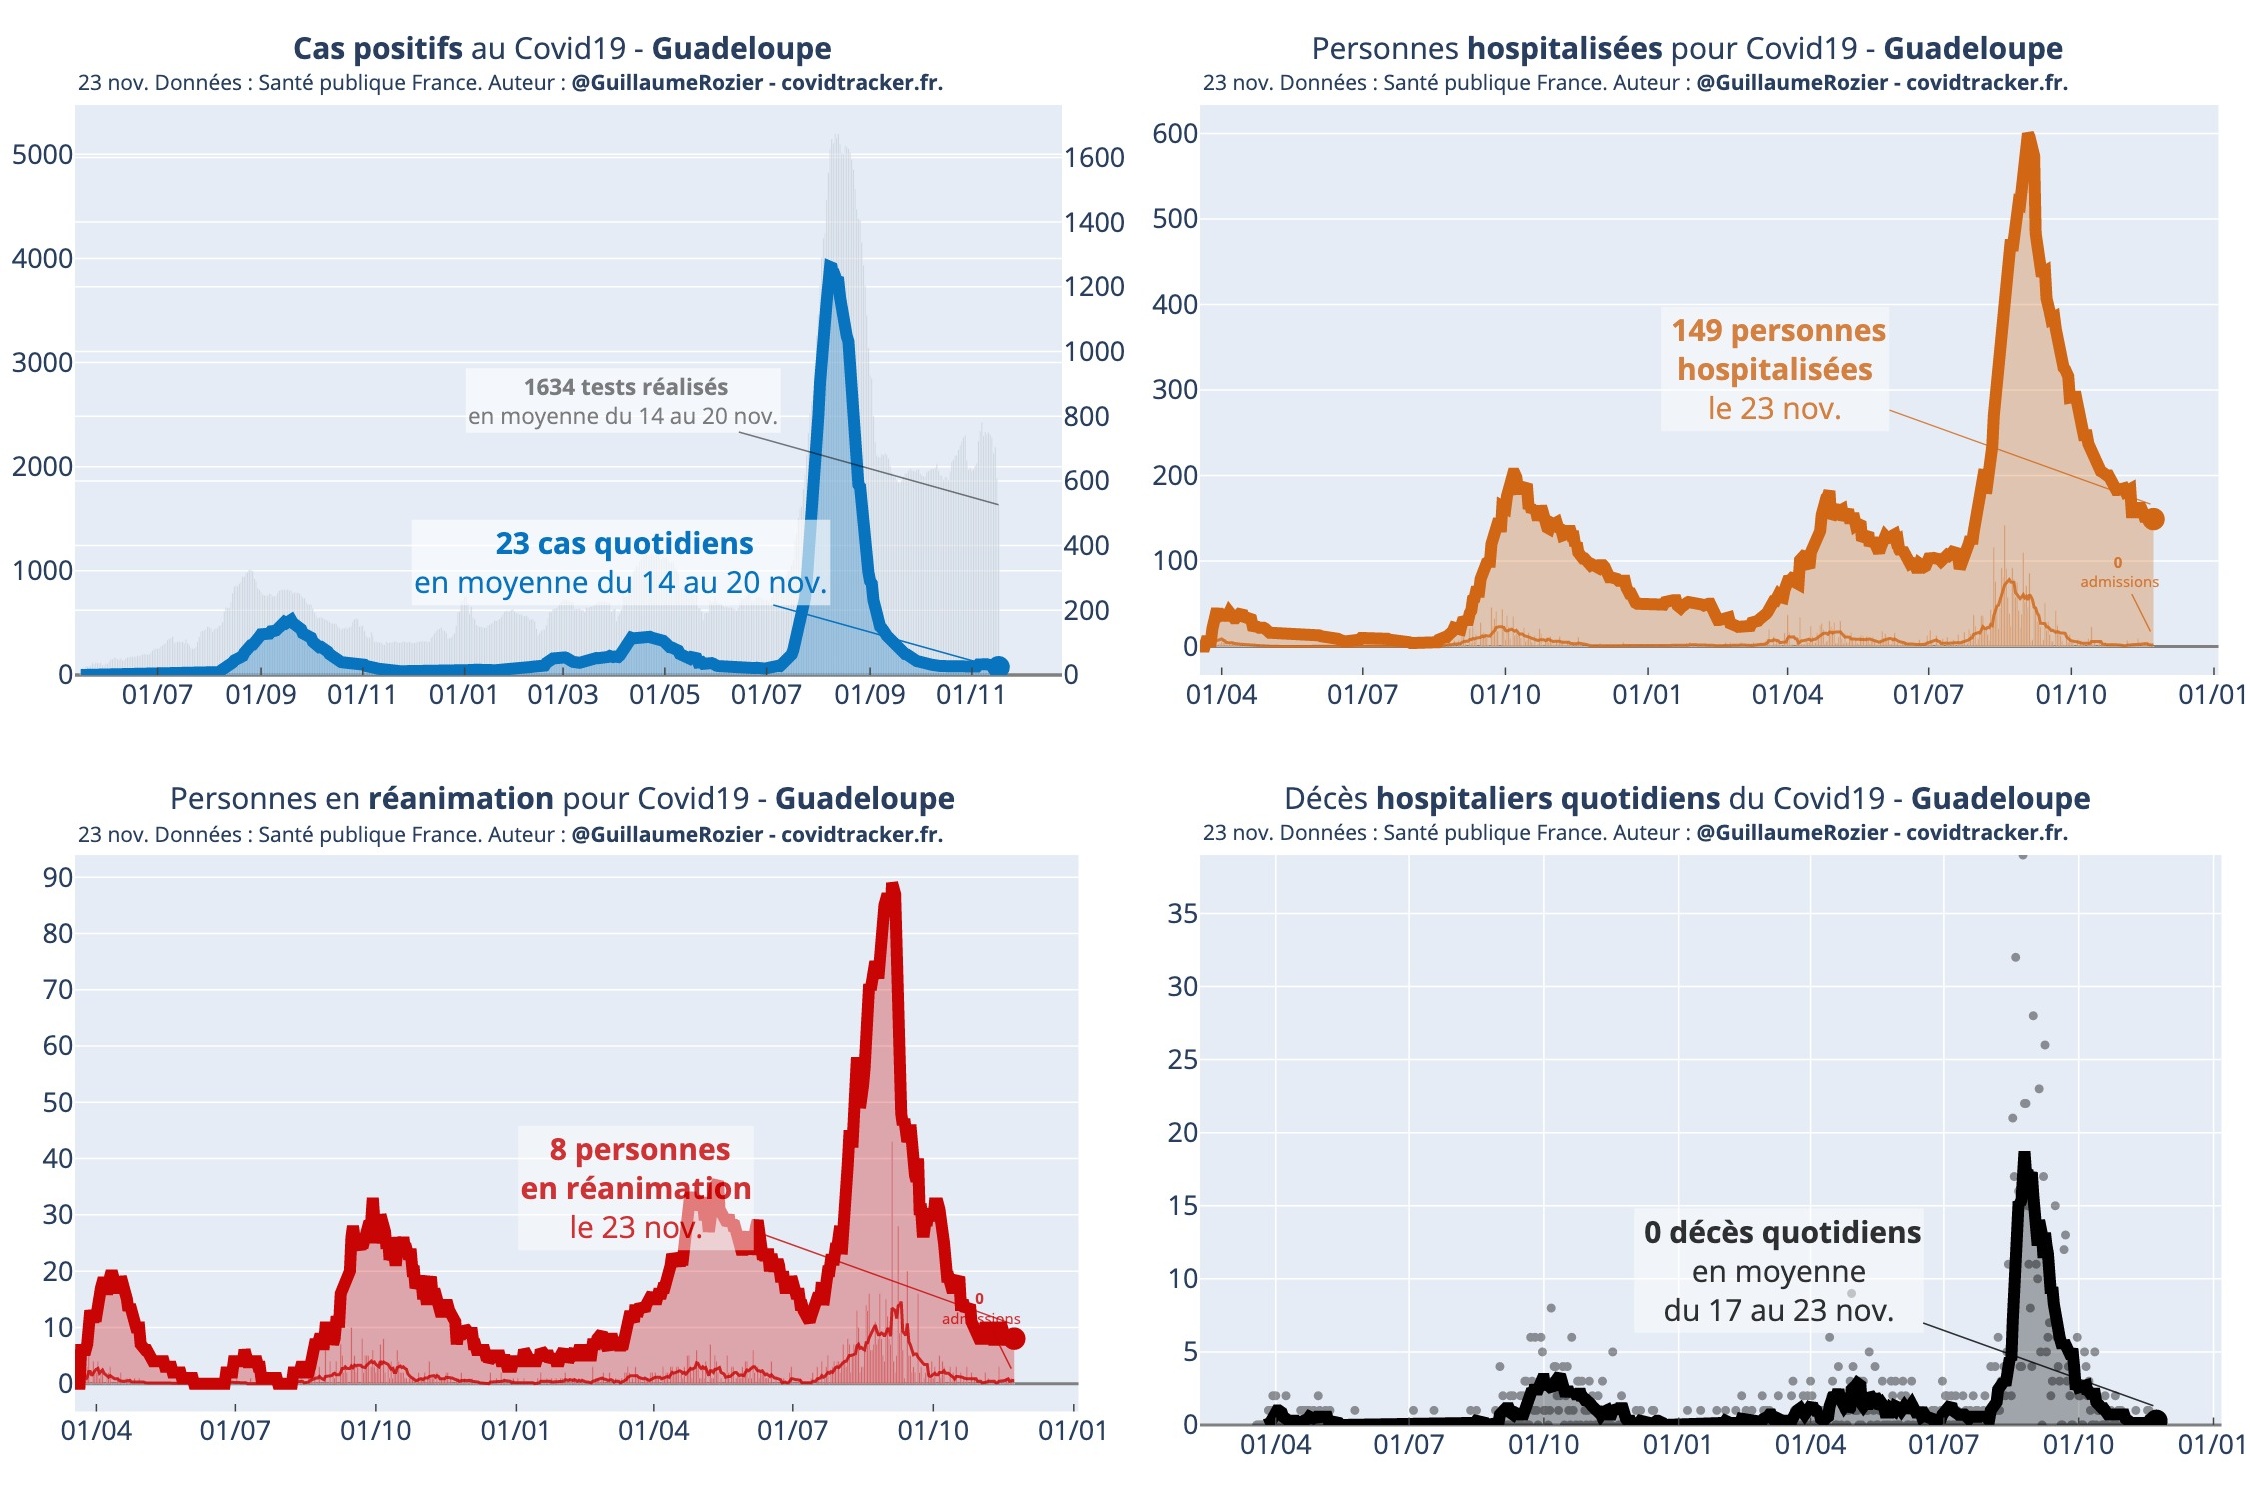 Cas positifs au Covid19 - Guadeloupe
23 nov. Données : Santé publique France. Auteur : @GuillaumeRozier - covidtracker.fr.
5000
4000
3000
2000
1000
0
1600
1400
1200
1000
800
600
400
200
0
1634 tests réalisés
en moyenne du 14 au 20 nov.
23 cas quotidiens
en moyenne du 14 au 20 nov.
01/07 01/09 01/11 01/01 01/03 01/05 01/07 01/09 01/11
Personnes hospitalisées pour Covid19 - Guadeloupe
23 nov. Données : Santé publique France. Auteur : @GuillaumeRozier - covidtracker.fr.
600
500
400
300
200
100
0
149 personnes
hospitalisées
le 23 nov.
0
admissions
01/04 01/07 01/10 01/01 01/04 01/07 01/10 01/01
Personnes en réanimation pour Covid19 - Guadeloupe
23 nov. Données : Santé publique France. Auteur : @GuillaumeRozier - covidtracker.fr.
90
80
70
60
50
40
30
20
10
0
8 personnes
en réanimation
le 23 nov.
0
admissions
01/04 01/07 01/10 01/01 01/04 01/07 01/10 01/01
Décès hospitaliers quotidiens du Covid19 - Guadeloupe
23 nov. Données : Santé publique France. Auteur : @GuillaumeRozier - covidtracker.fr.
35
30
25
20
15
10
5
0
0 décès quotidiens
en moyenne
du 17 au 23 nov.
01/04 01/07 01/10 01/01 01/04 01/07 01/10 01/01